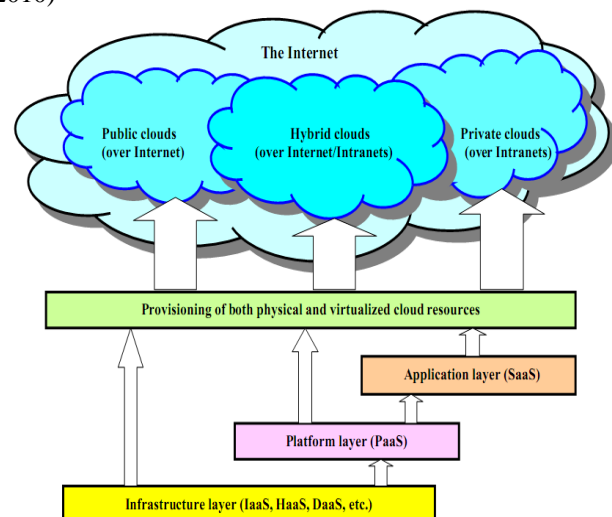 The Internet
Public clouds
(over Internet)
Hybrid clouds
(over Internet/Intranets)
Private clouds
(over Intranets)
Provisioning of both physical and virtualized cloud resources
Application layer (SaaS)
Platform layer (PaaS)
Infrastructure layer (IaaS, HaaS, DaaS, etc.)